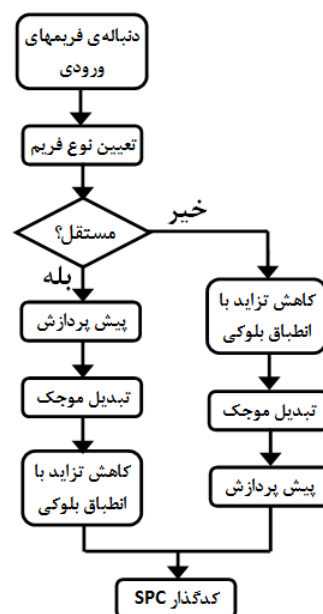 دنباله‌ی فریمهای
ورودی
تعیین نوع فریم
مستقل؟
خیر
بله
پیش پردازش
تبدیل موجک
کاهش تزاید با
انطباق بلوکی
کاهش تزاید با
انطباق بلوکی
تبدیل موجک
پیش پردازش
کدگذار SPC